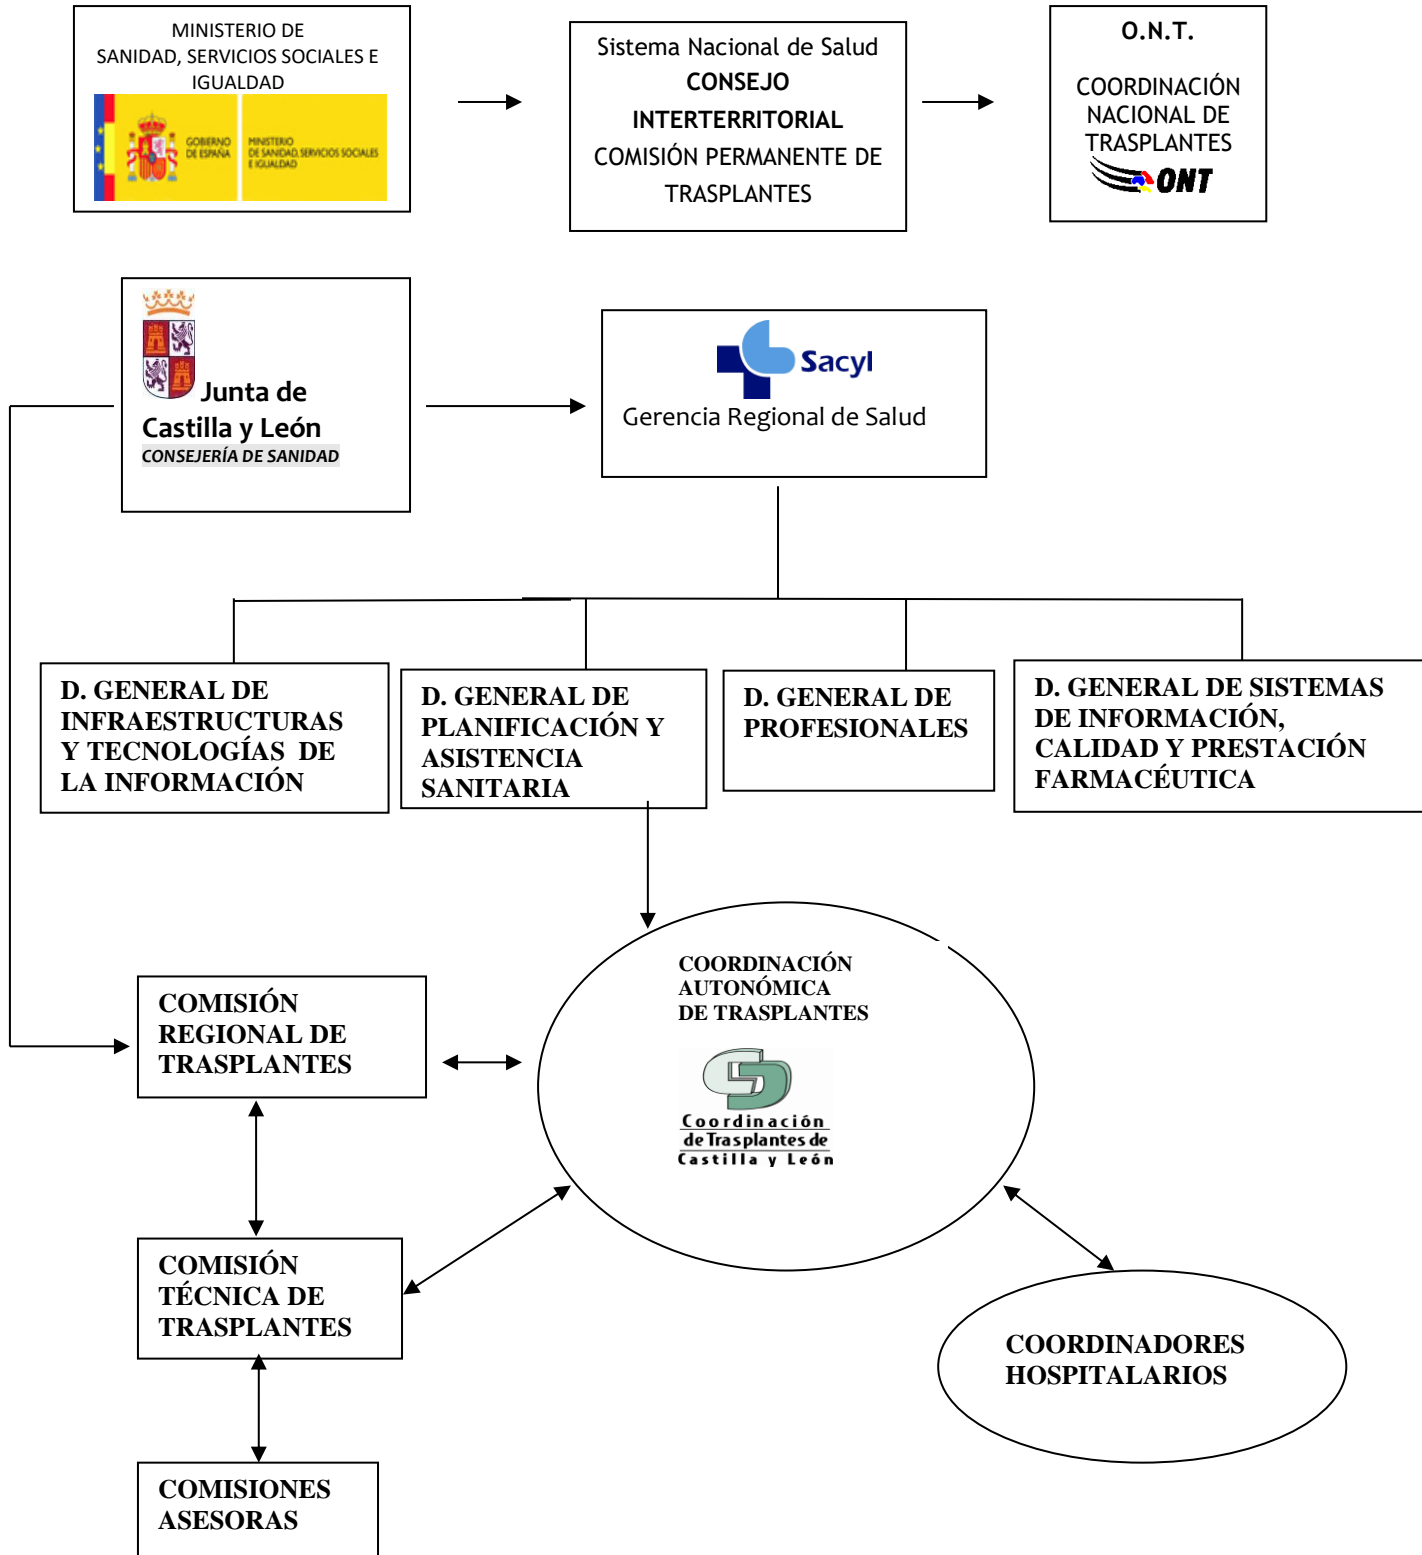 MINISTERIO DE
SANIDAD, SERVICIOS SOCIALES E
IGUALDAD
GOBIERNO
DE ESPAÑA
MINISTERIO
DE SANIDAD, SERVICIOS SOCIALES
E IGUALDAD
Sistema Nacional de Salud
CONSEJO
INTERTERRITORIAL
COMISIÓN PERMANENTE DE
TRASPLANTES
O.N.T.
COORDINACIÓN
NACIONAL DE
TRASPLANTES
ONT
Junta de
Castilla y León
CONSEJERÍA DE SANIDAD
Sacyl
Gerencia Regional de Salud
D. GENERAL DE
INFRAESTRUCTURAS
Y TECNOLOGÍAS DE
LA INFORMACIÓN
D. GENERAL DE
PLANIFICACIÓN Y
ASISTENCIA
SANITARIA
D. GENERAL DE
PROFESIONALES
D. GENERAL DE SISTEMAS
DE INFORMACIÓN,
CALIDAD Y PRESTACIÓN
FARMACÉUTICA
COORDINACIÓN
AUTONÓMICA
DE TRASPLANTES
Coordinación
de Trasplantes de
Castilla y León
COMISIÓN
REGIONAL DE
TRASPLANTES
COMISIÓN
TÉCNICA DE
TRASPLANTES
COORDINADORES
HOSPITALARIOS
COMISIONES
ASESORAS